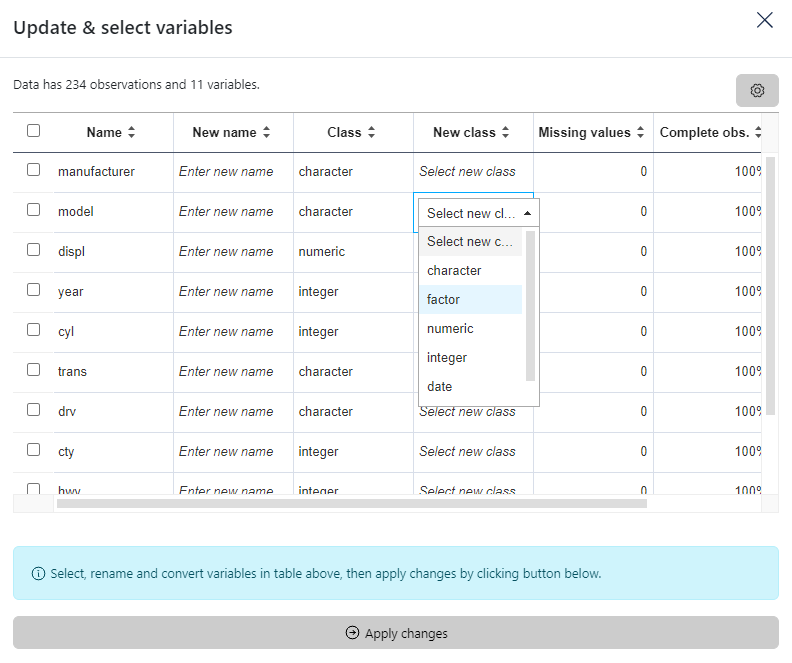 Update & select variables
Data has 234 observations and 11 variables.
Name New name Class New class Missing values Complete obs.
manufacturer Enter new name character Select new class 0 100%
model Enter new name character Select new cl... 0 100%
Select new c...
displ Enter new name numeric 0 100%
character
year Enter new name integer factor 0 100%
cyl Enter new name integer numeric 0 100%
integer
trans Enter new name character 0 100%
date
drv Enter new name character Select new class 0 100%
cty Enter new name integer Select new class 0 100%
hwy Enter new name integer Select new class 0 100%
Select, rename and convert variables in table above, then apply changes by clicking button below.
Apply changes